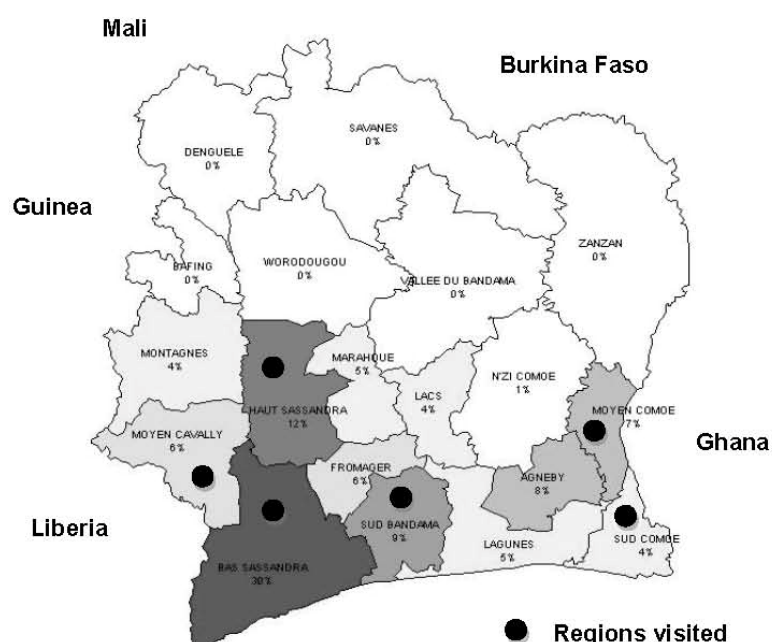 Mali
Burkina Faso
SAVANES
0%
DENGUELE
0%
Guinea
ZANZAN
0%
BAFING
0%
WORODOUGOU
0%
VALLEE DU BANDAMA
0%
MONTAGNES
4%
MARAHOUE
5%
N'ZI COMOE
1%
LACS
4%
HAUT SASSANDRA
12%
MOYEN COMOE
7%
MOYEN CAVALLY
6%
Ghana
FROMAGER
6%
AGNEBY
8%
Liberia
SUD BANDAMA
9%
LAGUNES
5%
SUD COMOE
4%
BAS SASSANDRA
30%
Regions visited